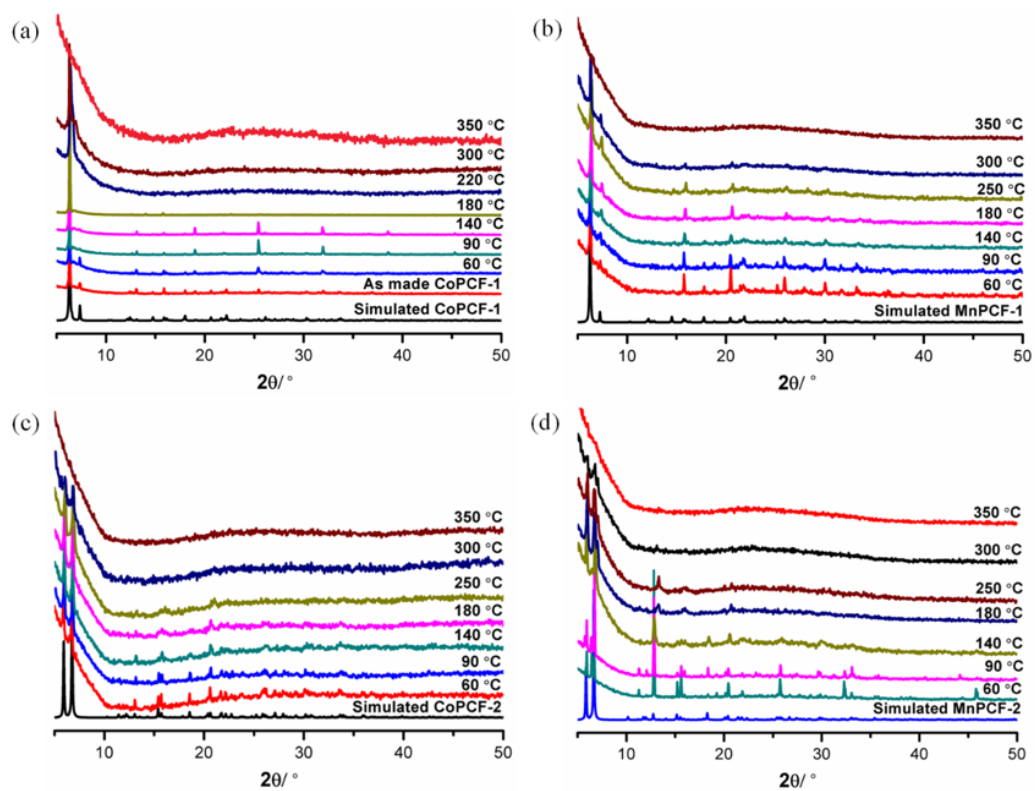 (a)
350 °C
300 °C
220 °C
180 °C
140 °C
90 °C
60 °C
As made CoPCF-1
Simulated CoPCF-1
10 20 30 40 50
2θ/ °
(b)
350 °C
300 °C
250 °C
180 °C
140 °C
90 °C
60 °C
Simulated MnPCF-1
10 20 30 40 50
2θ/ °
(c)
350 °C
300 °C
250 °C
180 °C
140 °C
90 °C
60 °C
Simulated CoPCF-2
10 20 30 40 50
2θ/ °
(d)
350 °C
300 °C
250 °C
180 °C
140 °C
90 °C
60 °C
Simulated MnPCF-2
10 20 30 40 50
2θ/ °